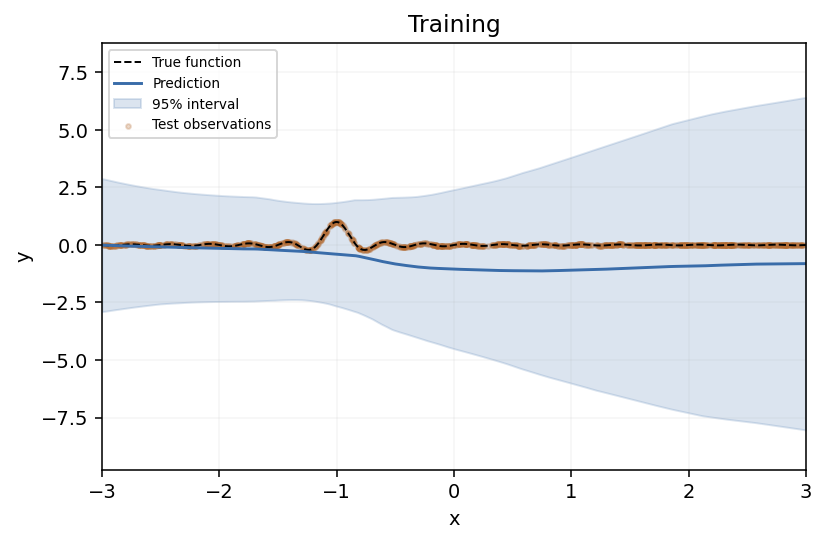 Training
True function
Prediction
95% interval
Test observations
7.5
5.0
2.5
0.0
−2.5
−5.0
−7.5
y
−3
−2
−1
0
1
2
3
x